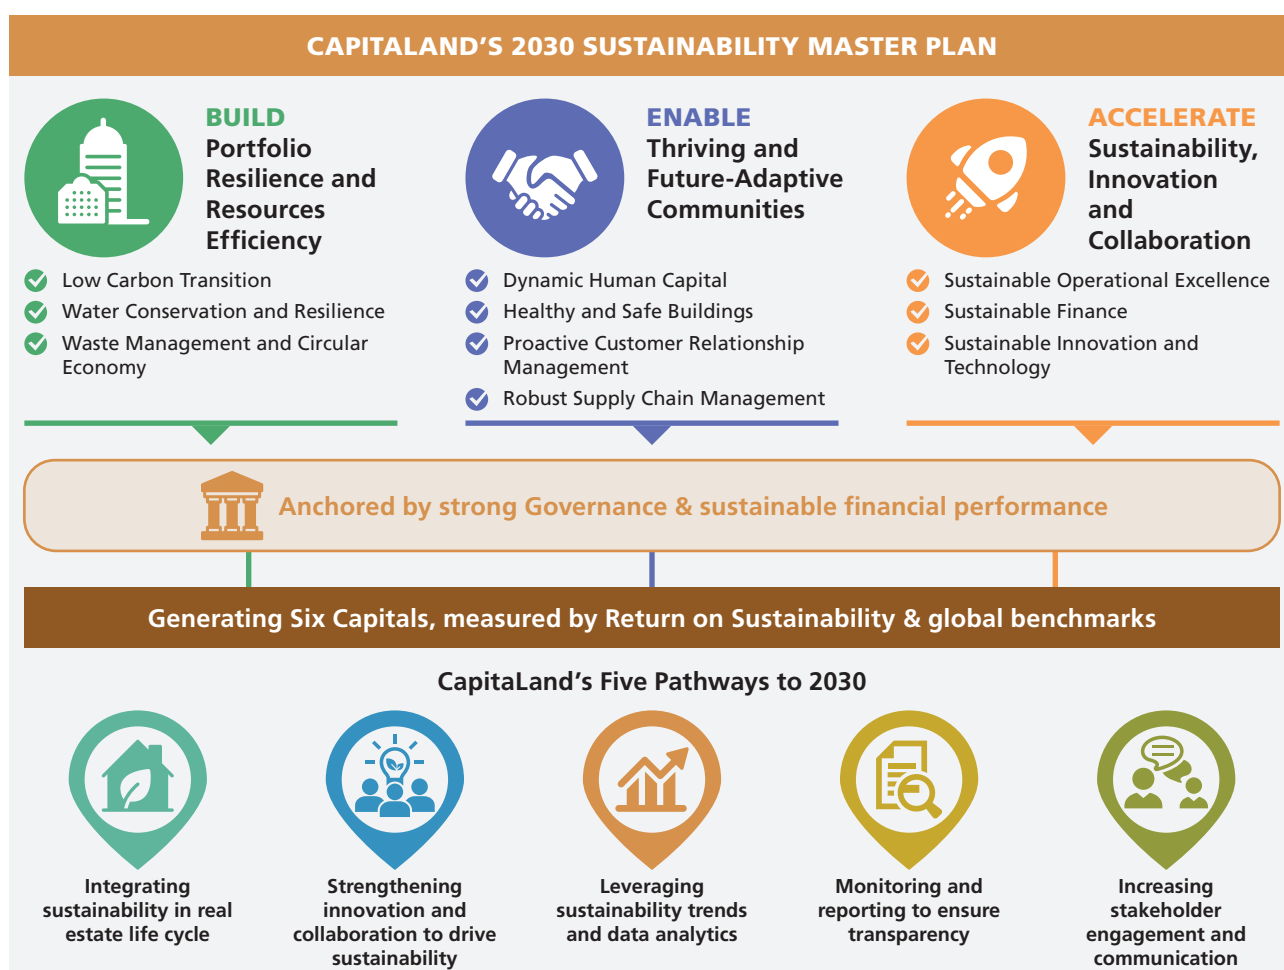 CAPITALAND’S 2030 SUSTAINABILITY MASTER PLAN
BUILD
Portfolio
Resilience and
Resources
Efficiency
Low Carbon Transition
Water Conservation and Resilience
Waste Management and Circular
Economy
ENABLE
Thriving and
Future-Adaptive
Communities
Dynamic Human Capital
Healthy and Safe Buildings
Proactive Customer Relationship
Management
Robust Supply Chain Management
ACCELERATE
Sustainability,
Innovation
and
Collaboration
Sustainable Operational Excellence
Sustainable Finance
Sustainable Innovation and
Technology
Anchored by strong Governance & sustainable financial performance
Generating Six Capitals, measured by Return on Sustainability & global benchmarks
CapitaLand’s Five Pathways to 2030
Integrating
sustainability in real
estate life cycle
Strengthening
innovation and
collaboration to drive
sustainability
Leveraging
sustainability trends
and data analytics
Monitoring and
reporting to ensure
transparency
Increasing
stakeholder
engagement and
communication